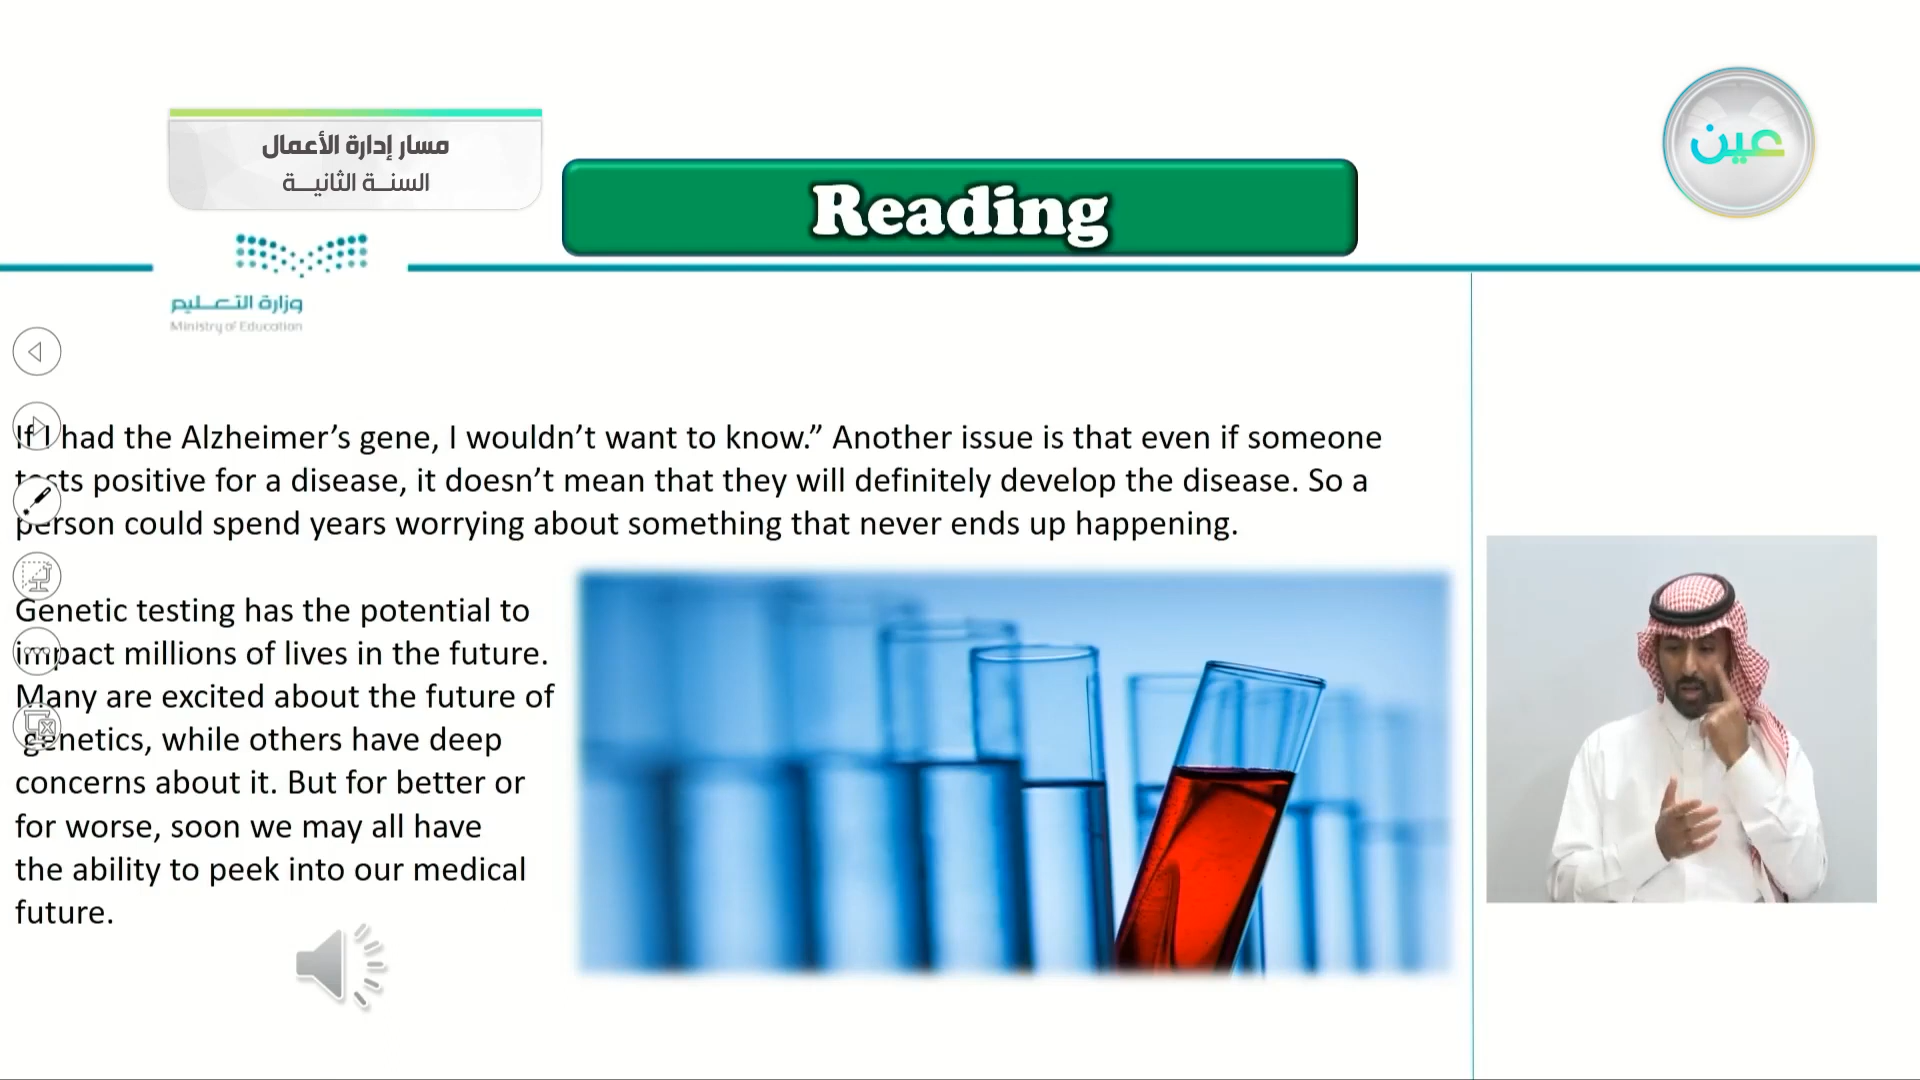 مسار إدارة الأعمال
السنة الثانية
عين
Reading
وزارة التعليم
Ministry of Education
If I had the Alzheimer’s gene, I wouldn’t want to know.” Another issue is that even if someone
tests positive for a disease, it doesn’t mean that they will definitely develop the disease. So a
person could spend years worrying about something that never ends up happening.
Genetic testing has the potential to
impact millions of lives in the future.
Many are excited about the future of
genetics, while others have deep
concerns about it. But for better or
for worse, soon we may all have
the ability to peek into our medical
future.